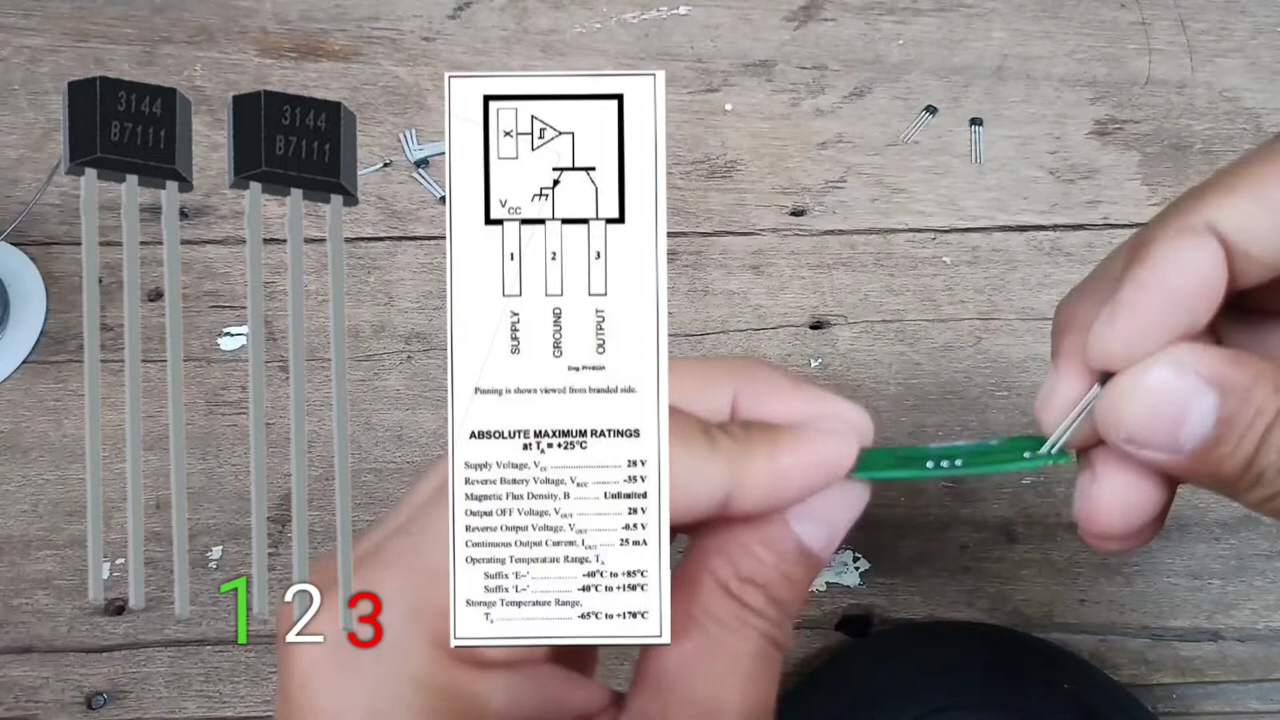 3144
B7111
3144
B7111
1 2 3
X
V CC
1 2 3
SUPPLY
GROUND
OUTPUT
Pinning is shown viewed from branded side.
ABSOLUTE MAXIMUM RATINGS
at TA = +25°C
Supply Voltage, VCC .................... 28 V
Reverse Battery Voltage, VRCC ......... -35 V
Magnetic Flux Density, B ....... Unlimited
Output OFF Voltage, VOUT ............ 28 V
Reverse Output Voltage, VOUT ....... -0.5 V
Continuous Output Current, IOUT ..... 25 mA
Operating Temperature Range, TA
Suffix 'E–' ............. -40°C to +85°C
Suffix 'L–' ............ -40°C to +150°C
Storage Temperature Range,
TS ....................... -65°C to +170°C